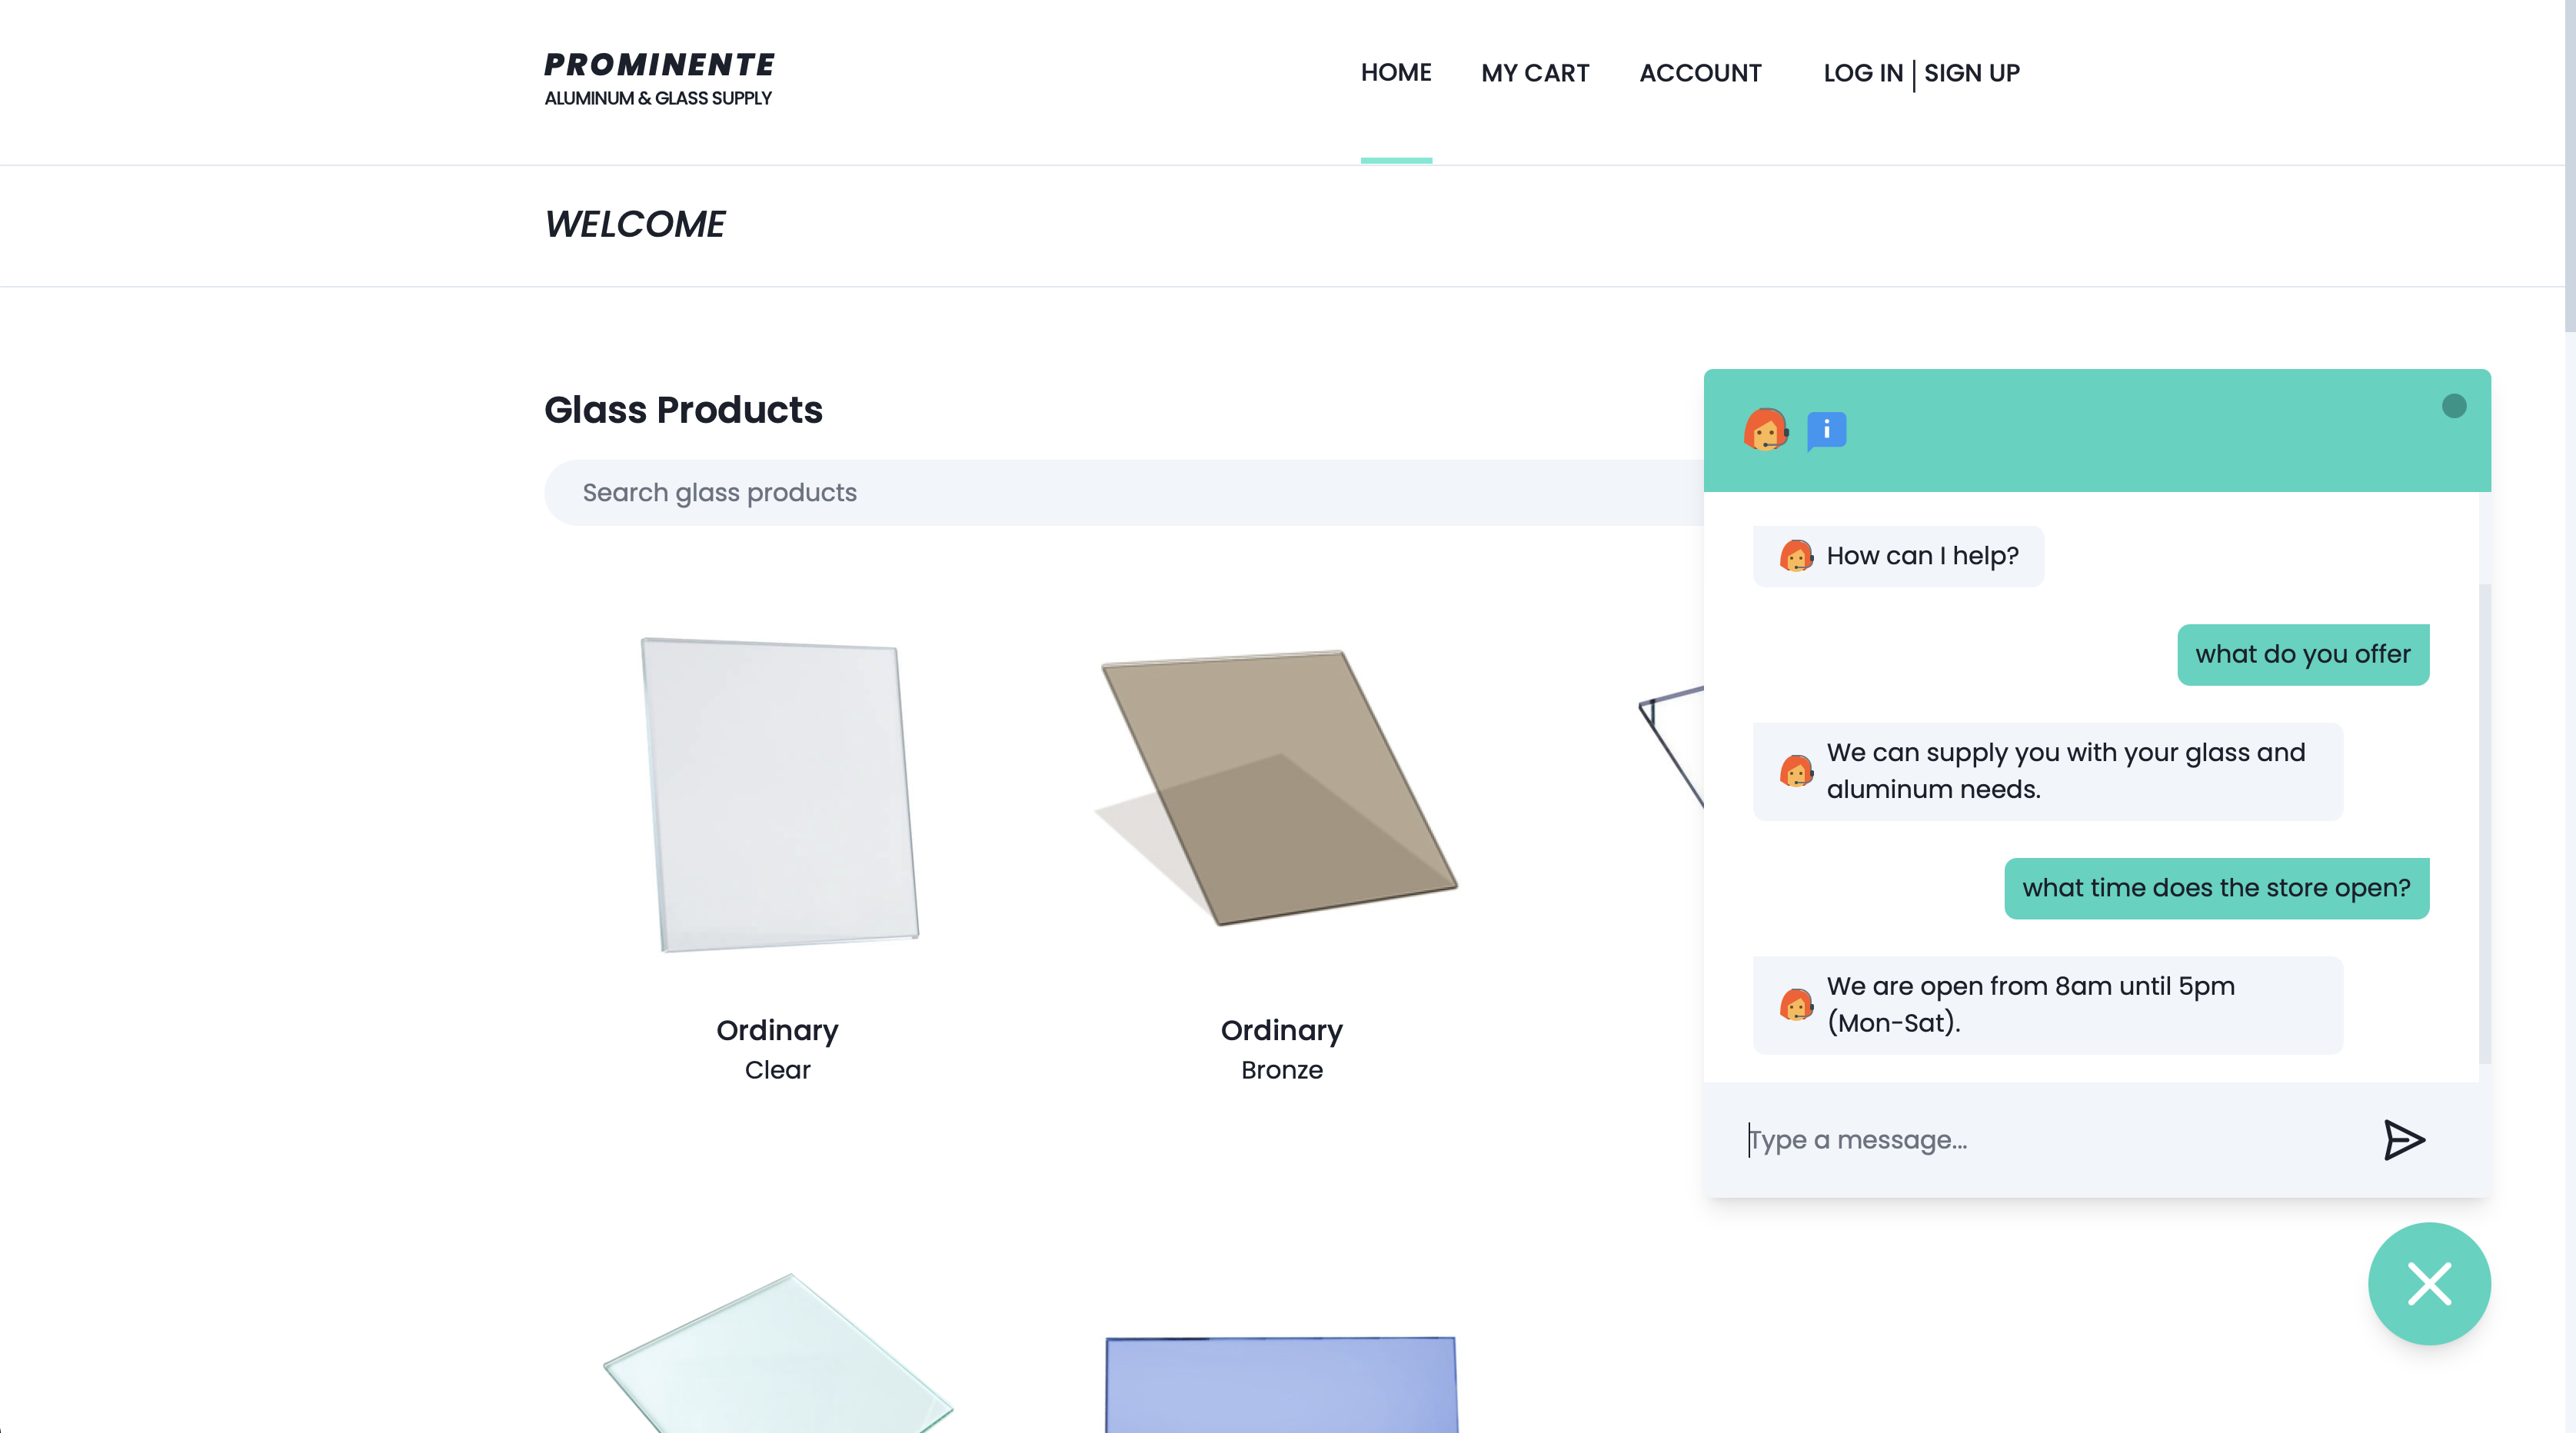 PROMINENTE
ALUMINUM & GLASS SUPPLY
HOME
MY CART
ACCOUNT
LOG IN
SIGN UP
WELCOME
Glass Products
Search glass products
Ordinary
Clear
Ordinary
Bronze
i
How can I help?
what do you offer
We can supply you with your glass and
aluminum needs.
what time does the store open?
We are open from 8am until 5pm
(Mon-Sat).
Type a message...